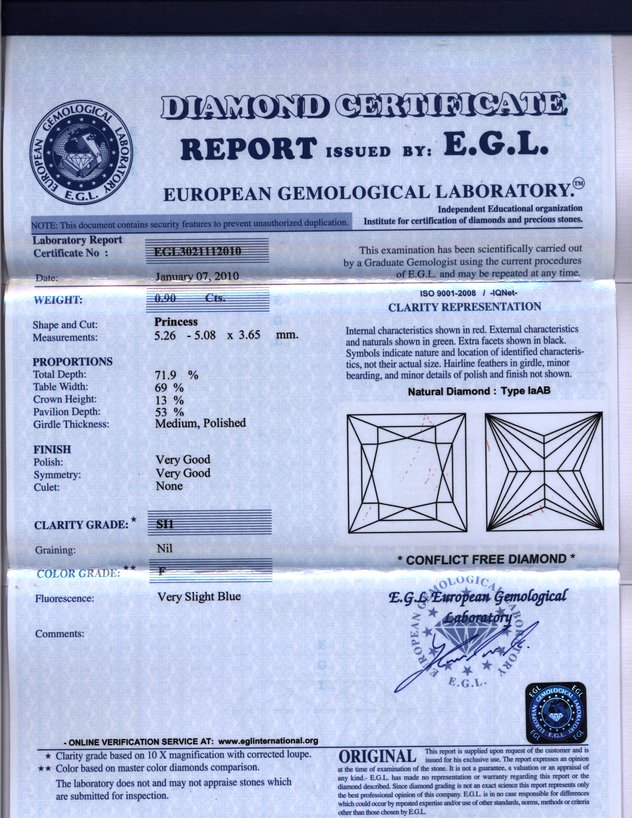 EUROPEAN GEMOLOGICAL LABORATORY
E.G.L.
DIAMOND CERTIFICATE
REPORT ISSUED BY: E.G.L.
EUROPEAN GEMOLOGICAL LABORATORY.™
Independent Educational organization
Institute for certification of diamonds and precious stones.
NOTE: This document contains security features to prevent unauthorized duplication.
Laboratory Report
Certificate No : EGL3021112010
Date: January 07, 2010
This examination has been scientifically carried out
by a Graduate Gemologist using the current procedures
of E.G.L. and may be repeated at any time.
WEIGHT: 0.90 Cts.
Shape and Cut: Princess
Measurements: 5.26 - 5.08 x 3.65 mm.
PROPORTIONS
Total Depth: 71.9 %
Table Width: 69 %
Crown Height: 13 %
Pavilion Depth: 53 %
Girdle Thickness: Medium, Polished
FINISH
Polish: Very Good
Symmetry: Very Good
Culet: None
CLARITY GRADE: * SI1
Graining: Nil
COLOR GRADE: ** F
Fluorescence: Very Slight Blue
Comments:
ISO 9001-2008 / -IQNet-
CLARITY REPRESENTATION
Internal characteristics shown in red. External characteristics
and naturals shown in green. Extra facets shown in black.
Symbols indicate nature and location of identified characteris-
tics, not their actual size. Hairline feathers in girdle, minor
bearding, and minor details of polish and finish not shown.
Natural Diamond : Type IaAB
* CONFLICT FREE DIAMOND *
E.G.L European Gemological
Laboratory
EUROPEAN GEMOLOGICAL LABORATORY
E.G.L.
EGL
EGL
EUROPEAN GEMOLOGICAL LABORATORY
EGL
EGL
- ONLINE VERIFICATION SERVICE AT: www.eglinternational.org
* Clarity grade based on 10 X magnification with corrected loupe.
** Color based on master color diamonds comparison.
The laboratory does not and may not appraise stones which
are submitted for inspection.
ORIGINAL This report is supplied upon request of the customer and is
issued for his exclusive use. The report expresses an opinion
at the time of examination of the stone. It is not a guarantee, a valuation or an appraisal of
any kind.- E.G.L. has made no representation or warranty regarding this report or the
diamond described. Since diamond grading is not an exact science this report represents only
the best professional opinion of this company. E.G.L. is in no case responsible for differences
which could occur by repeated expertise and/or use of other standards, norms, methods or criteria
other than those chosen by E.G.L.